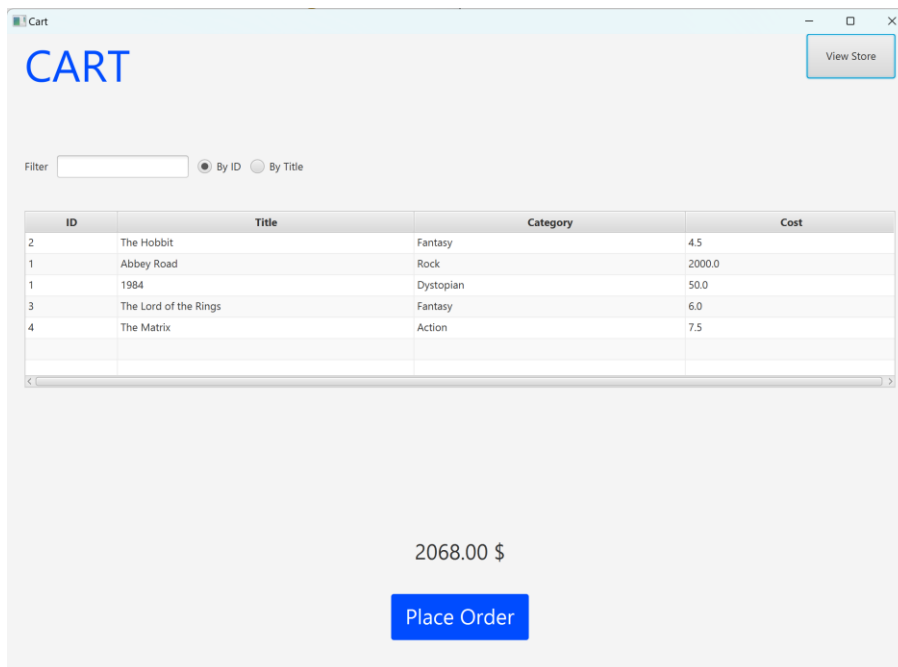 Cart
CART
View Store
Filter By ID By Title
ID Title Category Cost
2 The Hobbit Fantasy 4.5
1 Abbey Road Rock 2000.0
1 1984 Dystopian 50.0
3 The Lord of the Rings Fantasy 6.0
4 The Matrix Action 7.5
2068.00 $
Place Order